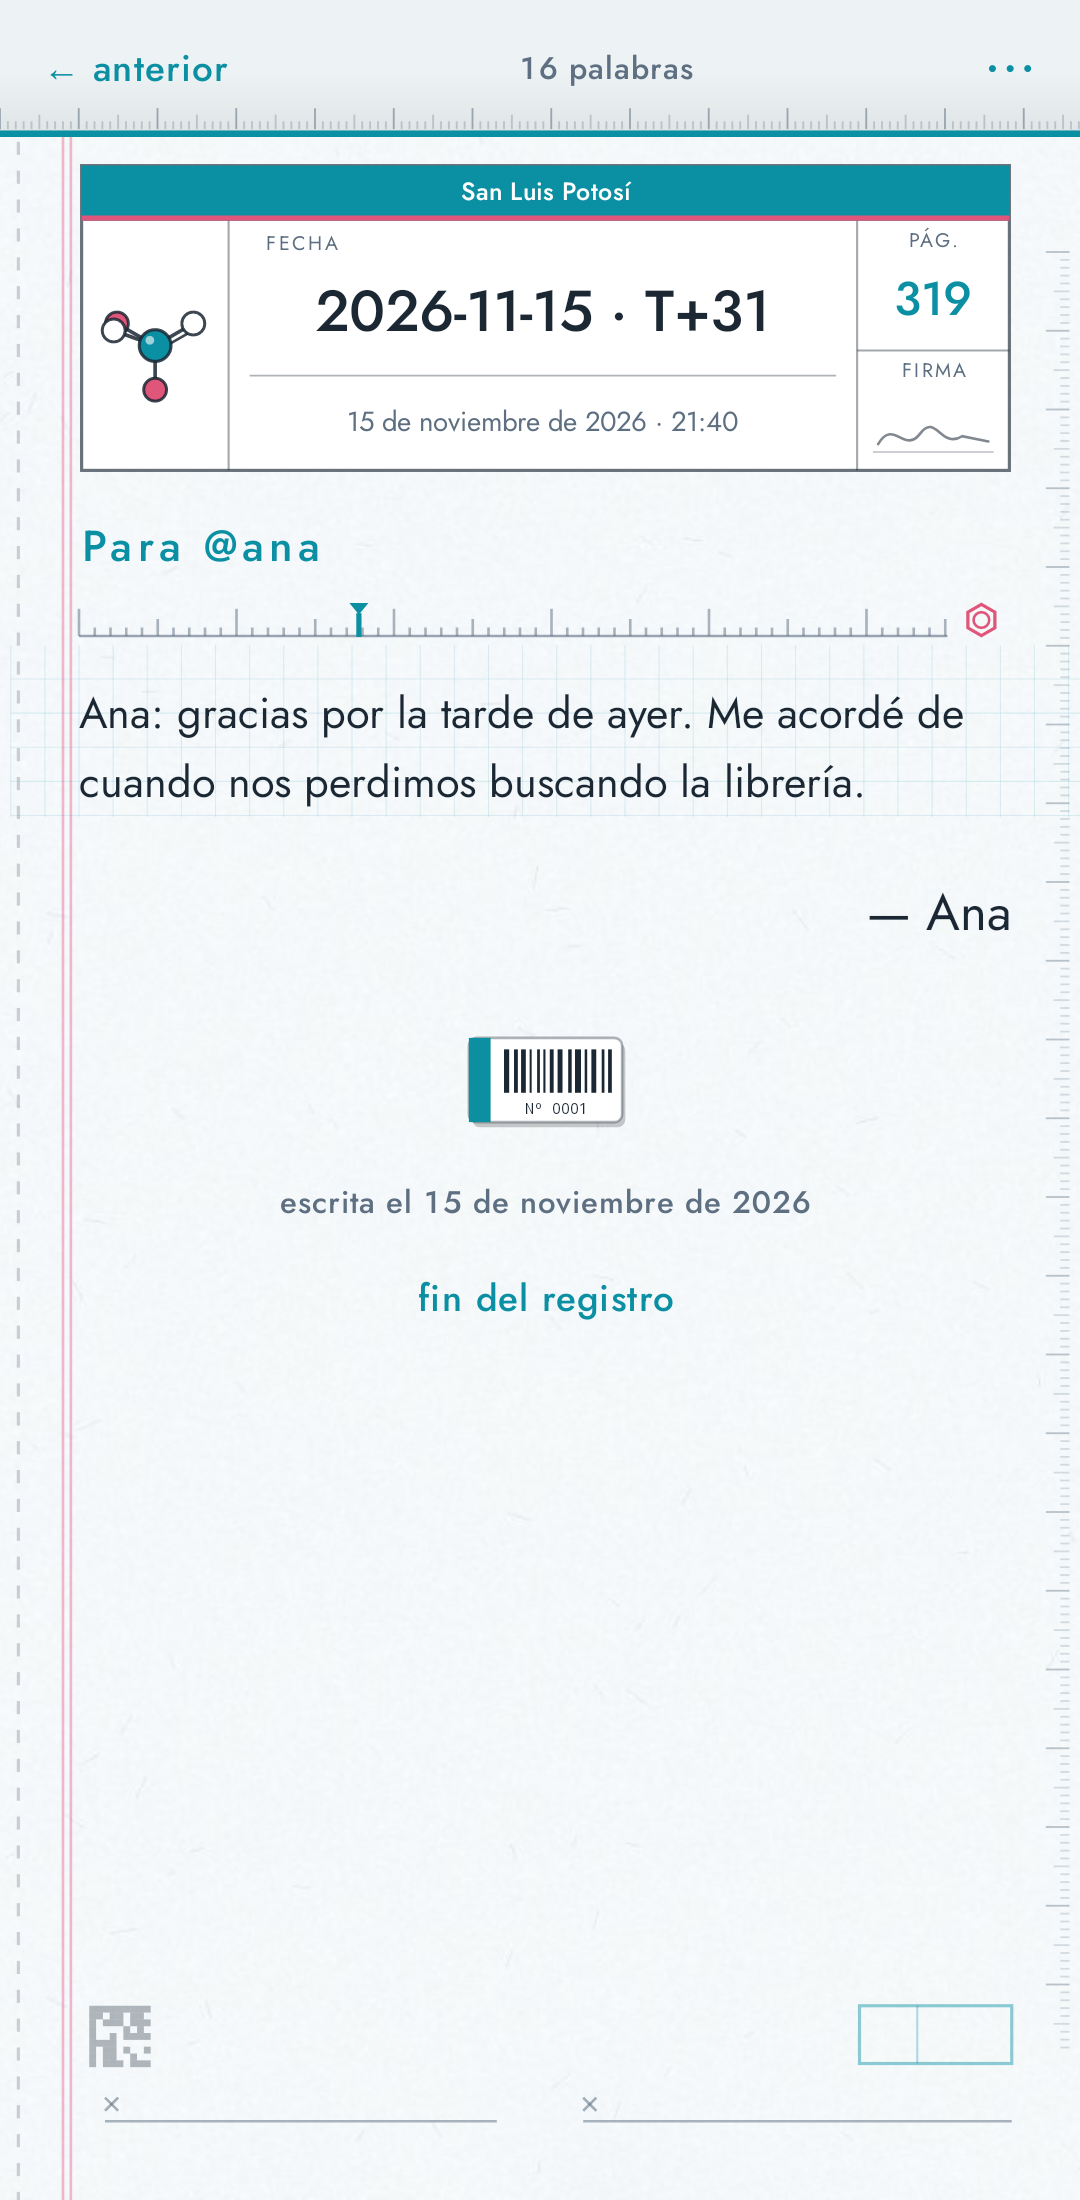 ← anterior
16 palabras
...
San Luis Potosí
FECHA
2026-11-15 · T+31
15 de noviembre de 2026 · 21:40
PÁG.
319
FIRMA
Para @ana
Ana: gracias por la tarde de ayer. Me acordé de
cuando nos perdimos buscando la librería.
— Ana
Nº 0001
escrita el 15 de noviembre de 2026
fin del registro
×
×